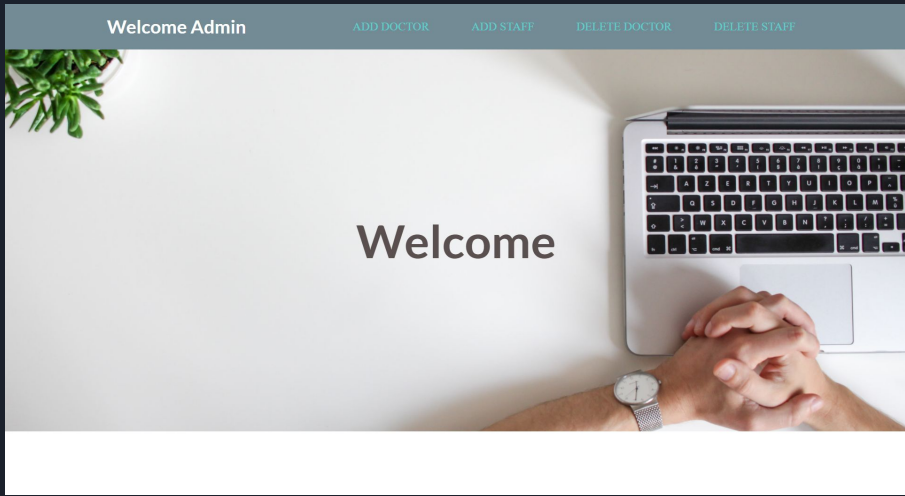 Welcome Admin ADD DOCTOR ADD STAFF DELETE DOCTOR DELETE STAFF
Welcome
A Z E R T Y U I O P
Q S D F G H J K L M
W X C V B N